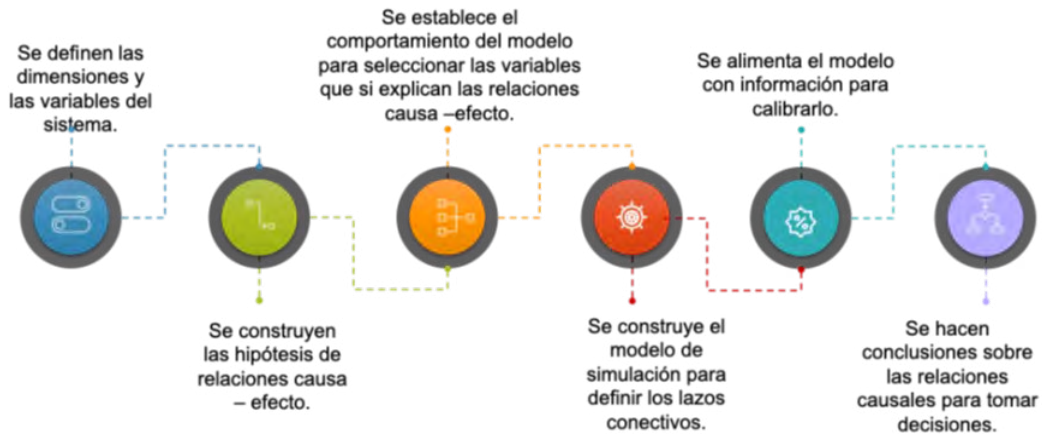 Se definen las
dimensiones y
las variables del
sistema.
Se construyen
las hipótesis de
relaciones causa
– efecto.
Se establece el
comportamiento del modelo
para seleccionar las variables
que si explican las relaciones
causa –efecto.
Se construye el
modelo de
simulación para
definir los lazos
conectivos.
Se alimenta el modelo
con información para
calibrarlo.
Se hacen
conclusiones sobre
las relaciones
causales para tomar
decisiones.